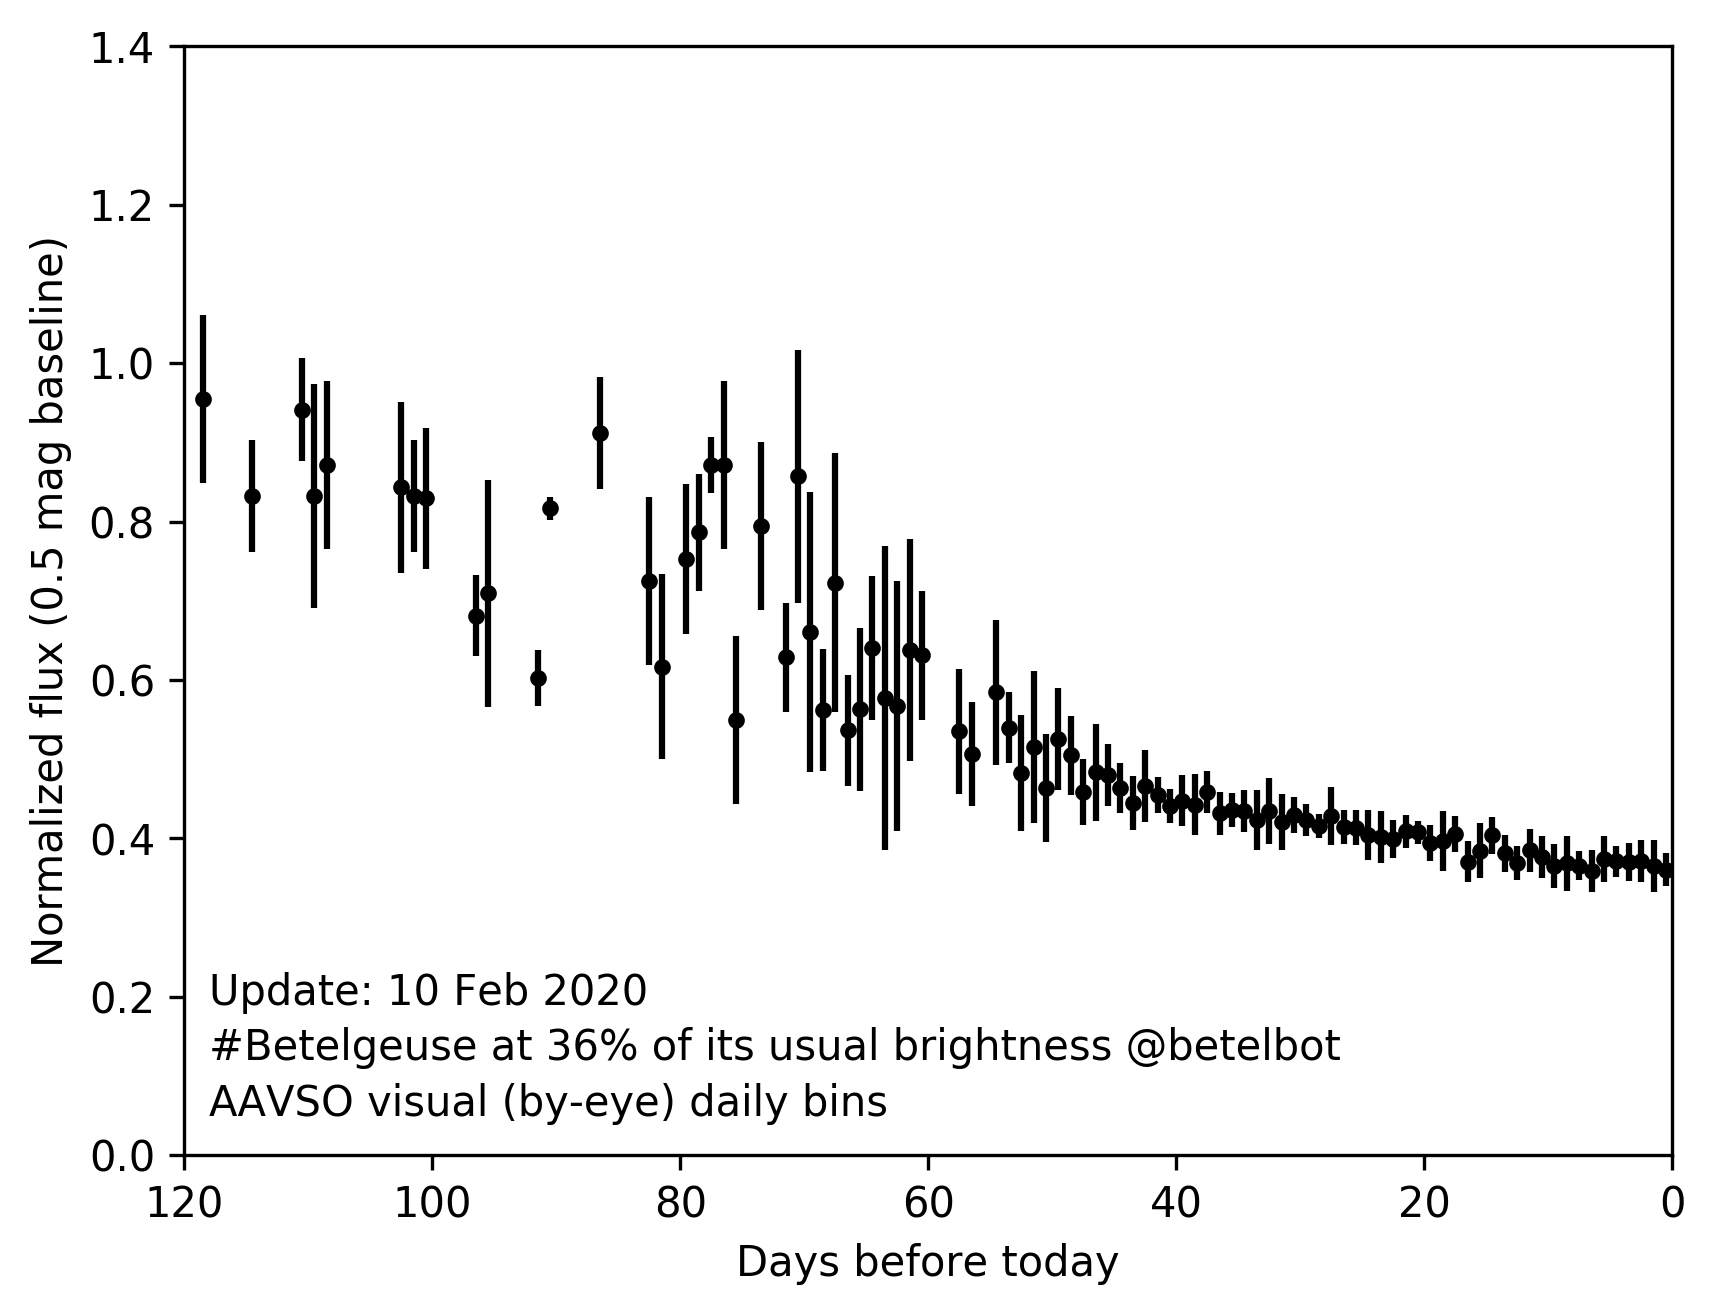 1.4
1.2
1.0
0.8
0.6
0.4
0.2
0.0
Normalized flux (0.5 mag baseline)
Update: 10 Feb 2020
#Betelgeuse at 36% of its usual brightness @betelbot
AAVSO visual (by-eye) daily bins
120 100 80 60 40 20 0
Days before today